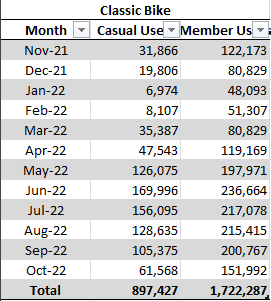 Classic Bike
Month Casual Use Member Us
Nov-21 31,866 122,173
Dec-21 19,806 80,829
Jan-22 6,974 48,093
Feb-22 8,107 51,307
Mar-22 35,387 80,829
Apr-22 47,543 119,169
May-22 126,075 197,971
Jun-22 169,996 236,664
Jul-22 156,095 217,078
Aug-22 128,635 215,415
Sep-22 105,375 200,767
Oct-22 61,568 151,992
Total 897,427 1,722,287